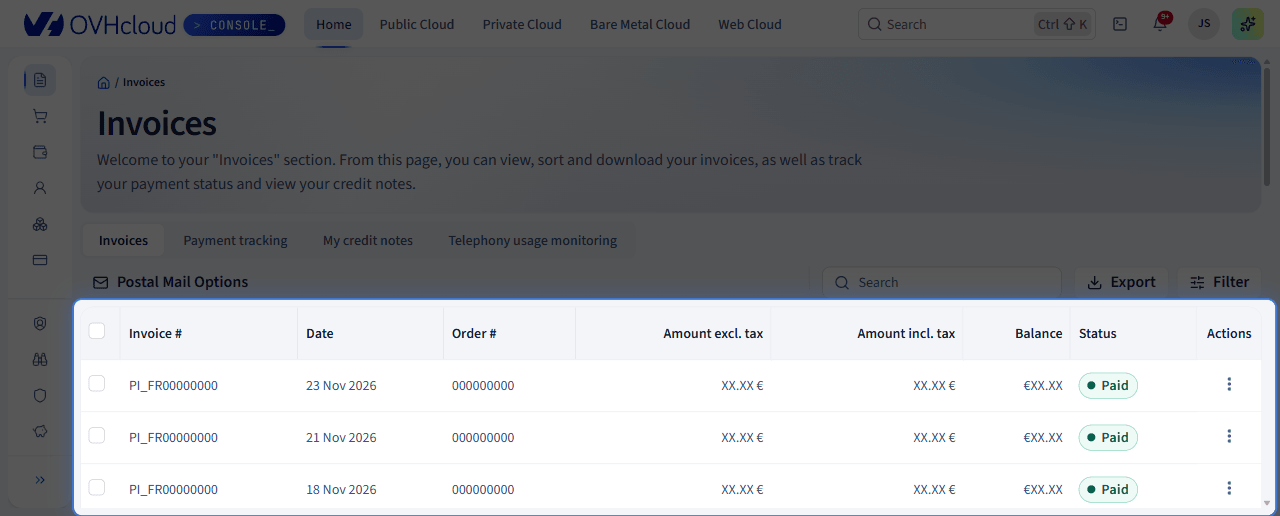 OVHcloud > CONSOLE_ Home Public Cloud Private Cloud Bare Metal Cloud Web Cloud Search Ctrl K 9+ JS
/ Invoices
Invoices
Welcome to your "Invoices" section. From this page, you can view, sort and download your invoices, as well as track
your payment status and view your credit notes.
Invoices Payment tracking My credit notes Telephony usage monitoring
Postal Mail Options Search Export Filter
Invoice # Date Order # Amount excl. tax Amount incl. tax Balance Status Actions
PI_FR00000000 23 Nov 2026 000000000 XX.XX € XX.XX € €XX.XX Paid
PI_FR00000000 21 Nov 2026 000000000 XX.XX € XX.XX € €XX.XX Paid
PI_FR00000000 18 Nov 2026 000000000 XX.XX € XX.XX € €XX.XX Paid